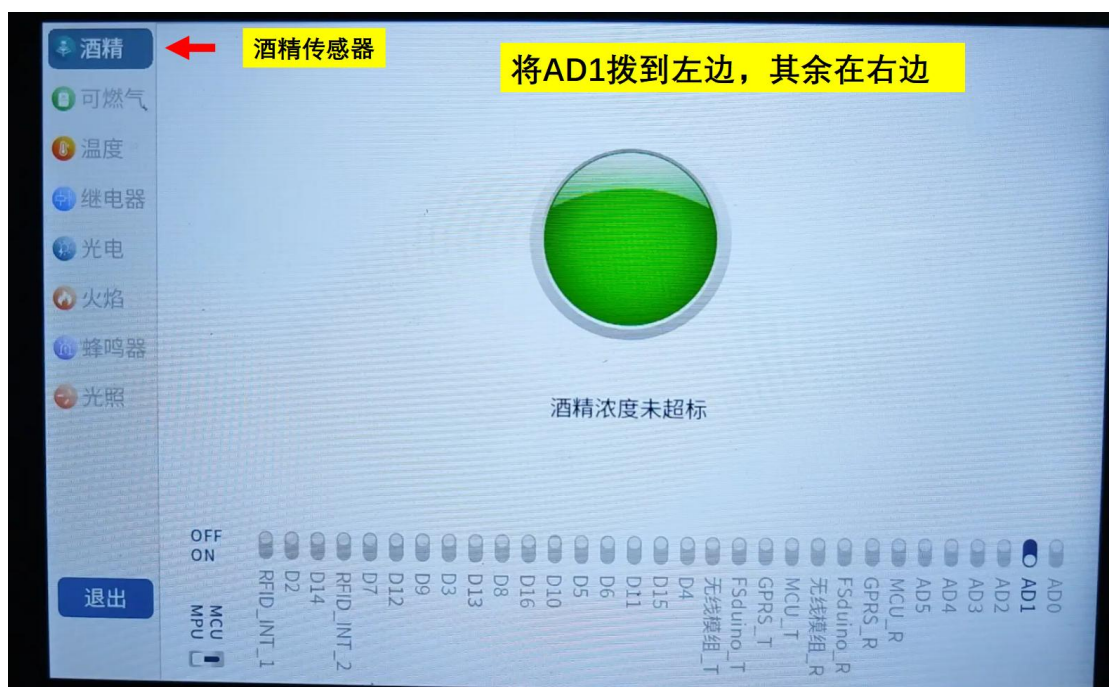 酒精
酒精传感器
将AD1拨到左边，其余在右边
可燃气
温度
继电器
光电
火焰
蜂鸣器
光照
酒精浓度未超标
退出
OFF
ON
MCU
MPU
RFID_INT_1
D2
D14
RFID_INT_2
D7
D12
D9
D3
D13
D8
D16
D10
D5
D6
D11
D15
D4
无线模组_T
FSduino_T
GPRS_T
MCU_T
无线模组_R
FSduino_R
GPRS_R
MCU_R
AD5
AD4
AD3
AD2
AD1
AD0